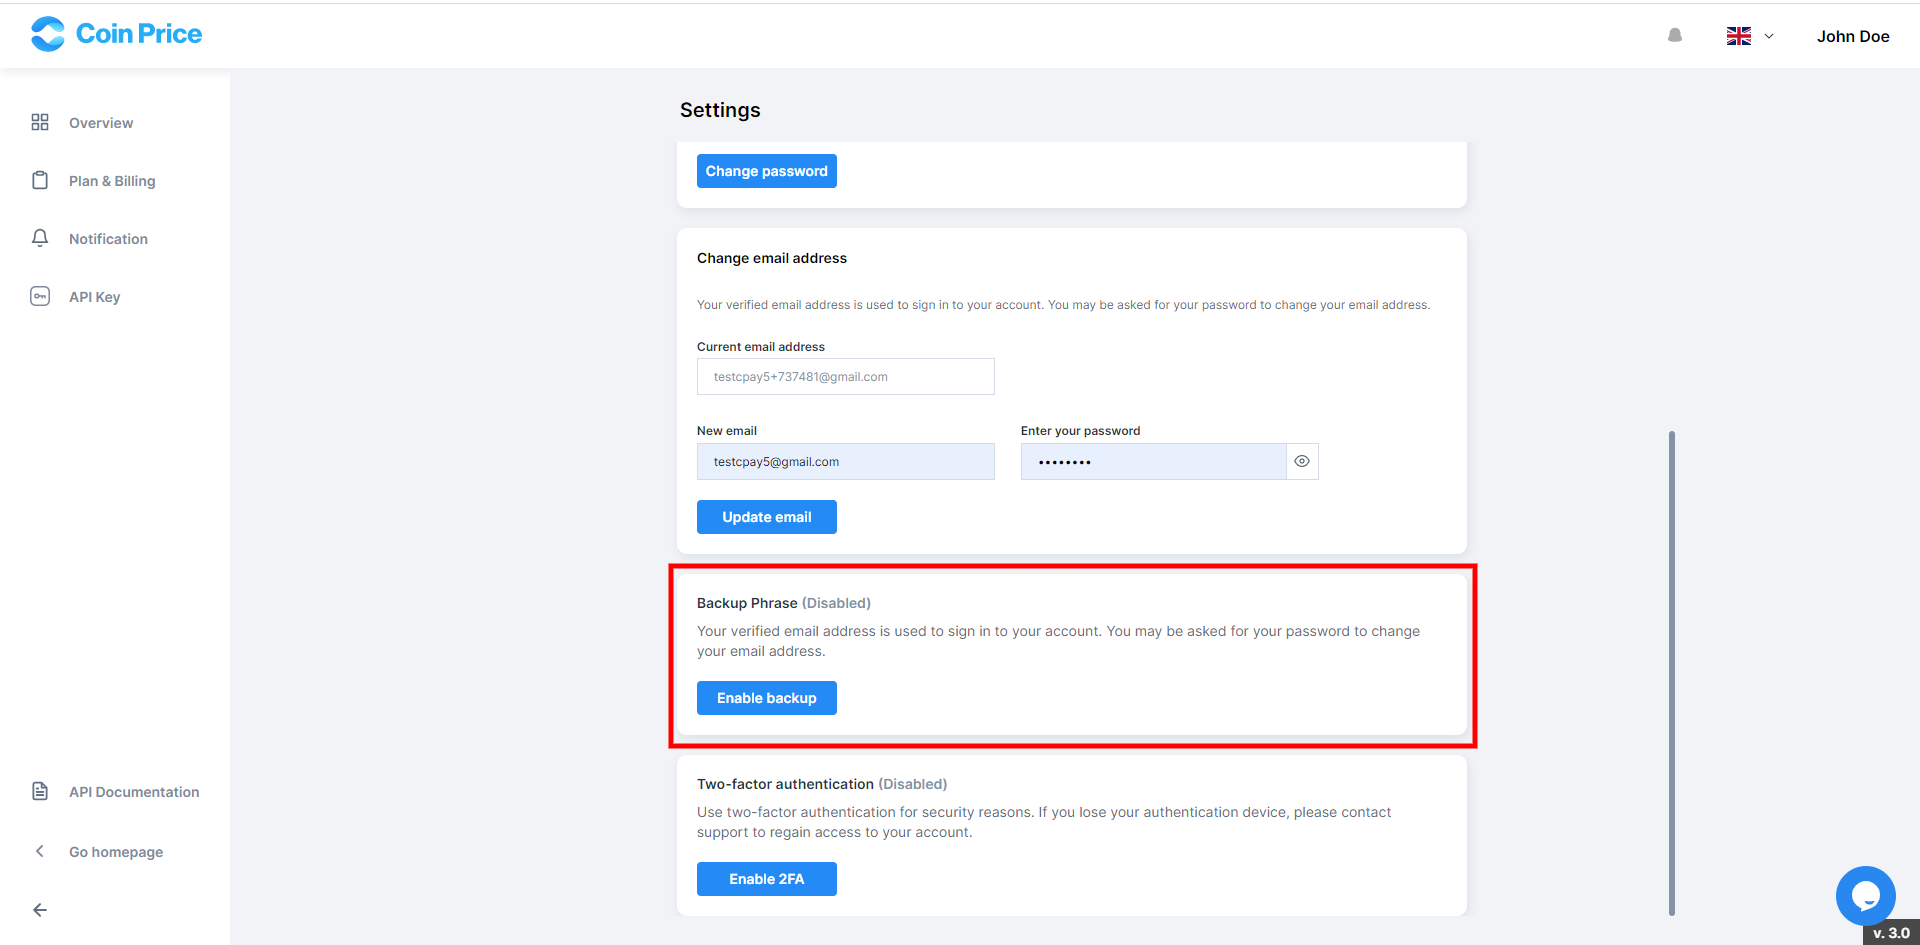 Coin Price
John Doe
Overview
Plan & Billing
Notification
API Key
API Documentation
Go homepage
Settings
Change password
Change email address
Your verified email address is used to sign in to your account. You may be asked for your password to change your email address.
Current email address
testcpay5+737481@gmail.com
New email
Enter your password
testcpay5@gmail.com
••••••••
Update email
Backup Phrase (Disabled)
Your verified email address is used to sign in to your account. You may be asked for your password to change
your email address.
Enable backup
Two-factor authentication (Disabled)
Use two-factor authentication for security reasons. If you lose your authentication device, please contact
support to regain access to your account.
Enable 2FA
v. 3.0